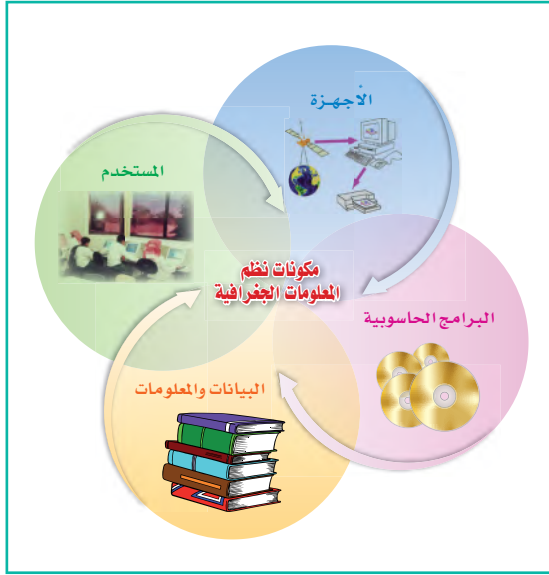 الأجهزة
المستخدم
مكونات نظم
المعلومات الجغرافية
البرامج الحاسوبية
البيانات والمعلومات